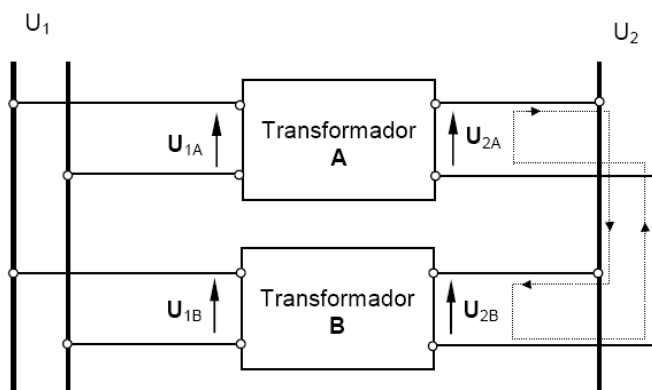 U1
U2
Transformador
A
U1A
U2A
Transformador
B
U1B
U2B